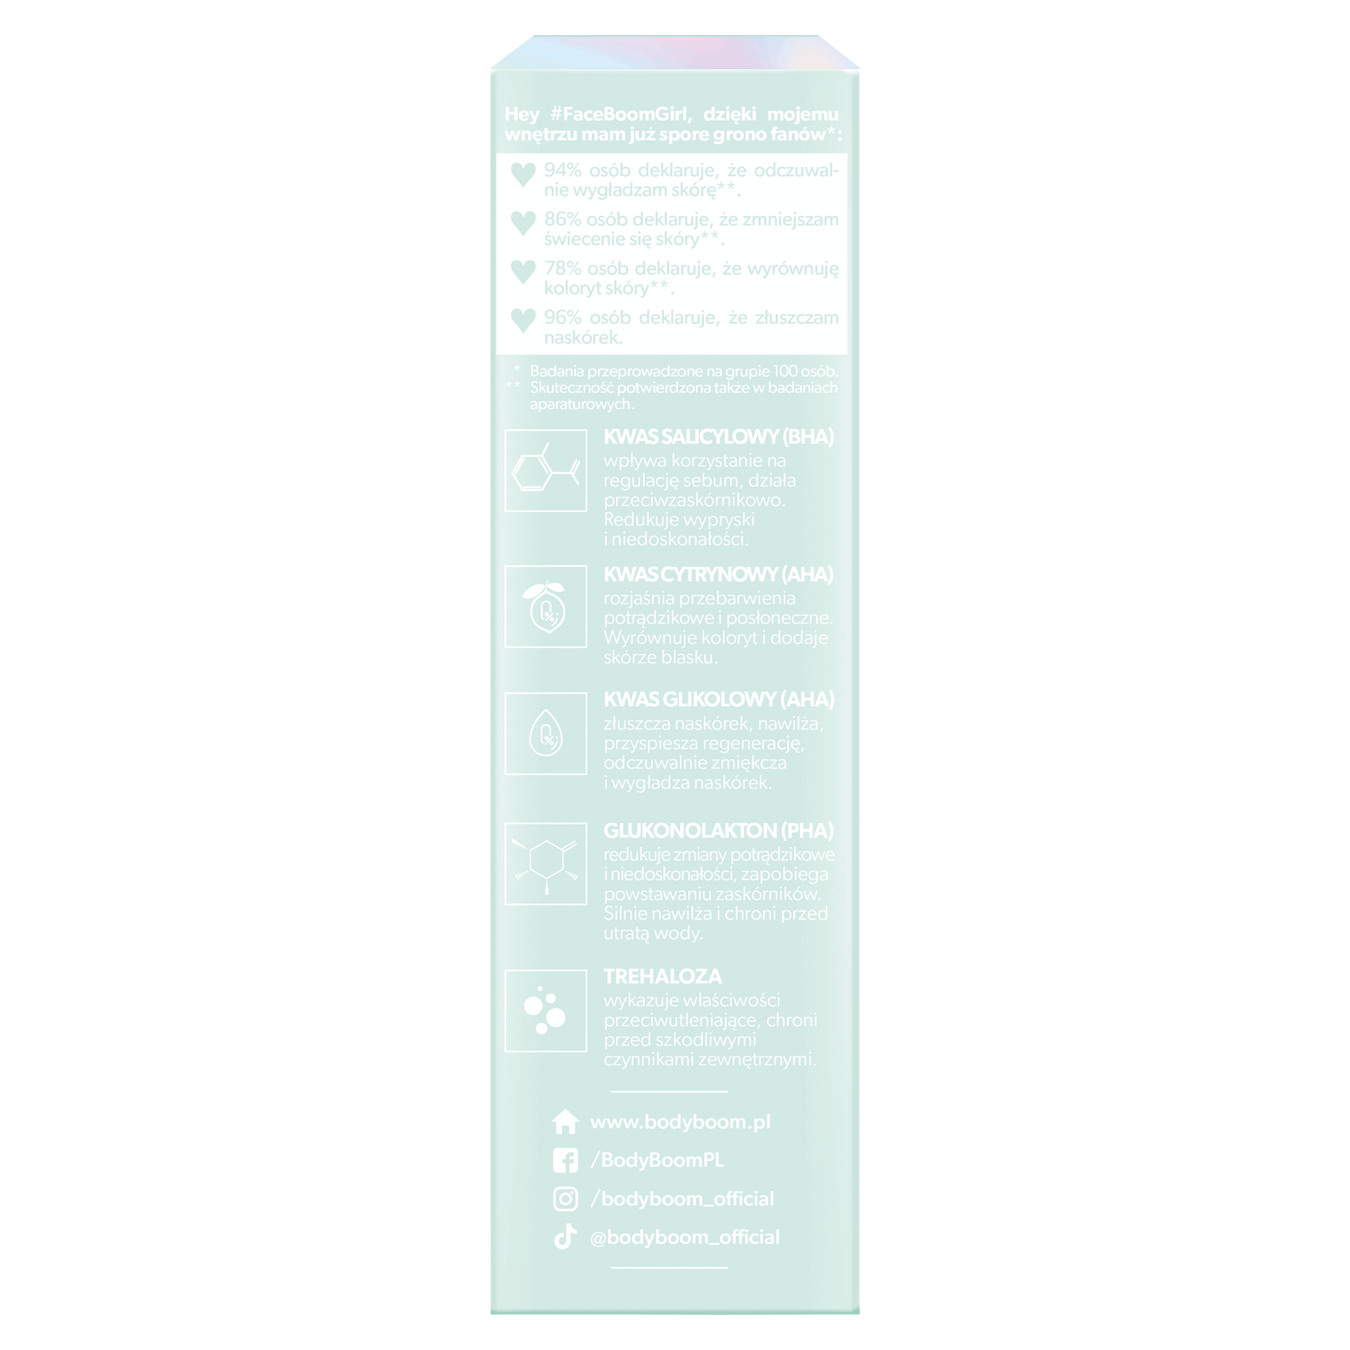 Hey #FaceBoomGirl, dzięki mojemu
wnętrzu mam już spore grono fanów*:
94% osób deklaruje, że odczuwal-
nie wygładzam skórę**.
86% osób deklaruje, że zmniejszam
świecenie się skóry**.
78% osób deklaruje, że wyrównuję
koloryt skóry**.
96% osób deklaruje, że złuszczam
naskórek.
* Badania przeprowadzone na grupie 100 osób.
** Skuteczność potwierdzona także w badaniach
aparaturowych.
KWAS SALICYLOWY (BHA)
wpływa korzystanie na
regulację sebum, działa
przeciwzaskórnikowo.
Redukuje wypryski
i niedoskonałości.
KWAS CYTRYNOWY (AHA)
rozjaśnia przebarwienia
potrądzikowe i posłoneczne.
Wyrównuje koloryt i dodaje
skórze blasku.
KWAS GLIKOLOWY (AHA)
złuszcza naskórek, nawilża,
przyspiesza regenerację,
odczuwalnie zmiękcza
i wygładza naskórek.
GLUKONOLAKTON (PHA)
redukuje zmiany potrądzikowe
i niedoskonałości, zapobiega
powstawaniu zaskórników.
Silnie nawilża i chroni przed
utratą wody.
TREHALOZA
wykazuje właściwości
przeciwutleniające, chroni
przed szkodliwymi
czynnikami zewnętrznymi.
www.bodyboom.pl
/BodyBoomPL
/bodyboom_official
@bodyboom_official